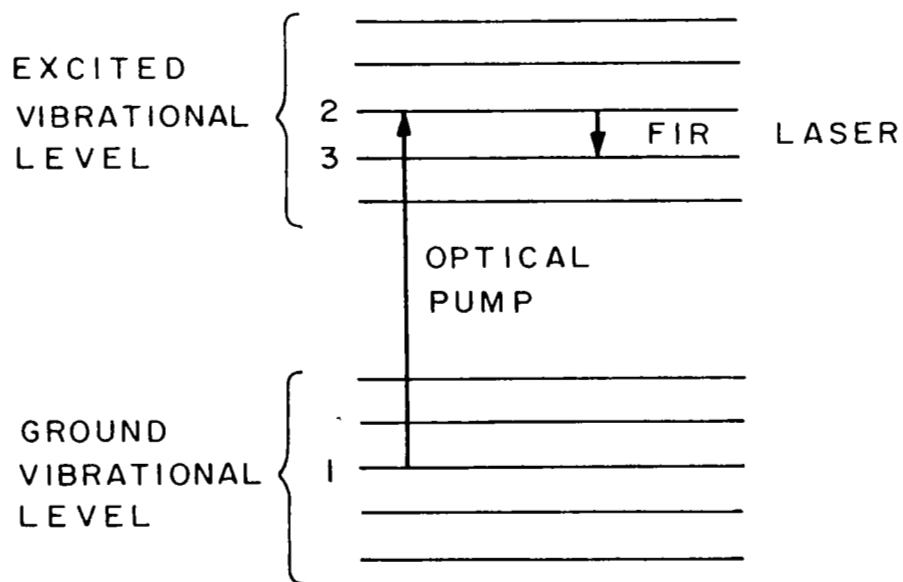 EXCITED
VIBRATIONAL
LEVEL
2
3
FIR LASER
OPTICAL
PUMP
GROUND
VIBRATIONAL
LEVEL
1